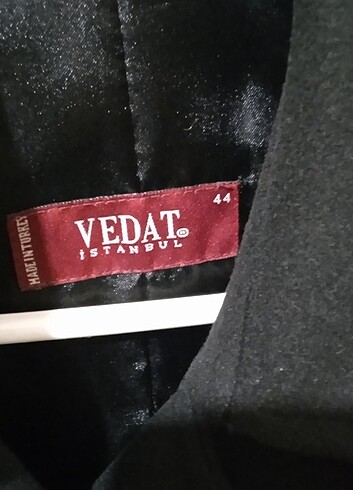 44
VEDAT
İSTANBUL
MADE IN TURKEY